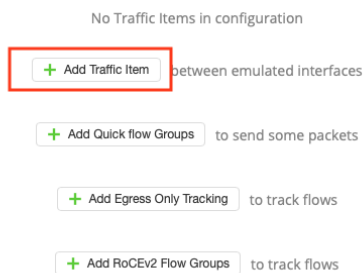 No Traffic Items in configuration
Add Traffic Item between emulated interfaces
Add Quick flow Groups to send some packets
Add Egress Only Tracking to track flows
Add RoCEv2 Flow Groups to track flows